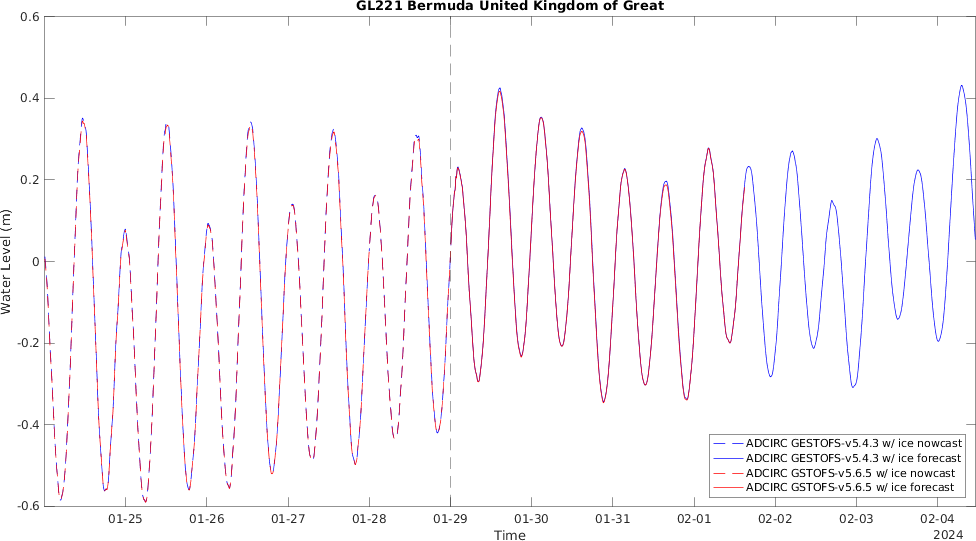 GL221 Bermuda United Kingdom of Great
0.6
0.4
0.2
0
-0.2
-0.4
-0.6
Water Level (m)
01-25 01-26 01-27 01-28 01-29 01-30 01-31 02-01 02-02 02-03 02-04
Time
2024
ADCIRC GESTOFS-v5.4.3 w/ ice nowcast
ADCIRC GESTOFS-v5.4.3 w/ ice forecast
ADCIRC GSTOFS-v5.6.5 w/ ice nowcast
ADCIRC GSTOFS-v5.6.5 w/ ice forecast